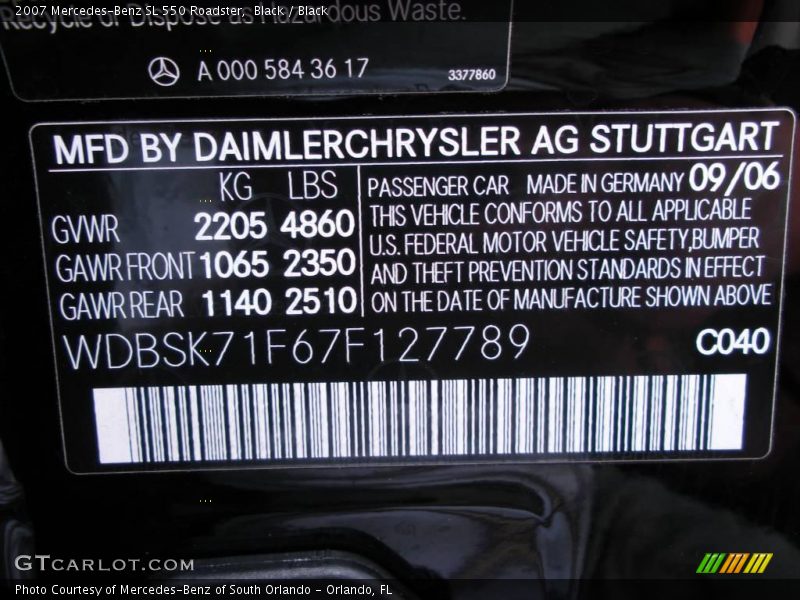 2007 Mercedes-Benz SL 550 Roadster, Black / Black
Recycle or Dispose as Hazardous Waste.
A 000 584 36 17
3377860
MFD BY DAIMLERCHRYSLER AG STUTTGART
KG LBS
GVWR 2205 4860
GAWR FRONT 1065 2350
GAWR REAR 1140 2510
PASSENGER CAR MADE IN GERMANY 09/06
THIS VEHICLE CONFORMS TO ALL APPLICABLE
U.S. FEDERAL MOTOR VEHICLE SAFETY,BUMPER
AND THEFT PREVENTION STANDARDS IN EFFECT
ON THE DATE OF MANUFACTURE SHOWN ABOVE
WDBSK71F67F127789
C040
GTCARLOT.COM
Photo Courtesy of Mercedes-Benz of South Orlando - Orlando, FL